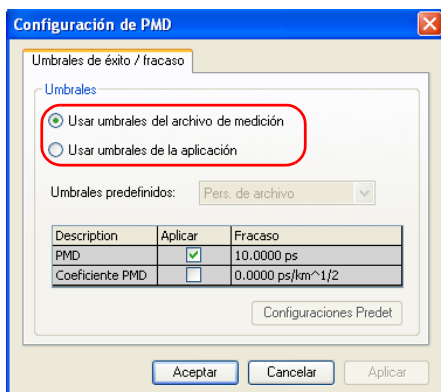 Configuración de PMD
Umbrales de éxito / fracaso
Umbrales
Usar umbrales del archivo de medición
Usar umbrales de la aplicación
Umbrales predefinidos: Pers. de archivo
Description Aplicar Fracaso
PMD 10.0000 ps
Coeficiente PMD 0.0000 ps/km^1/2
Configuraciones Predet
Aceptar Cancelar Aplicar